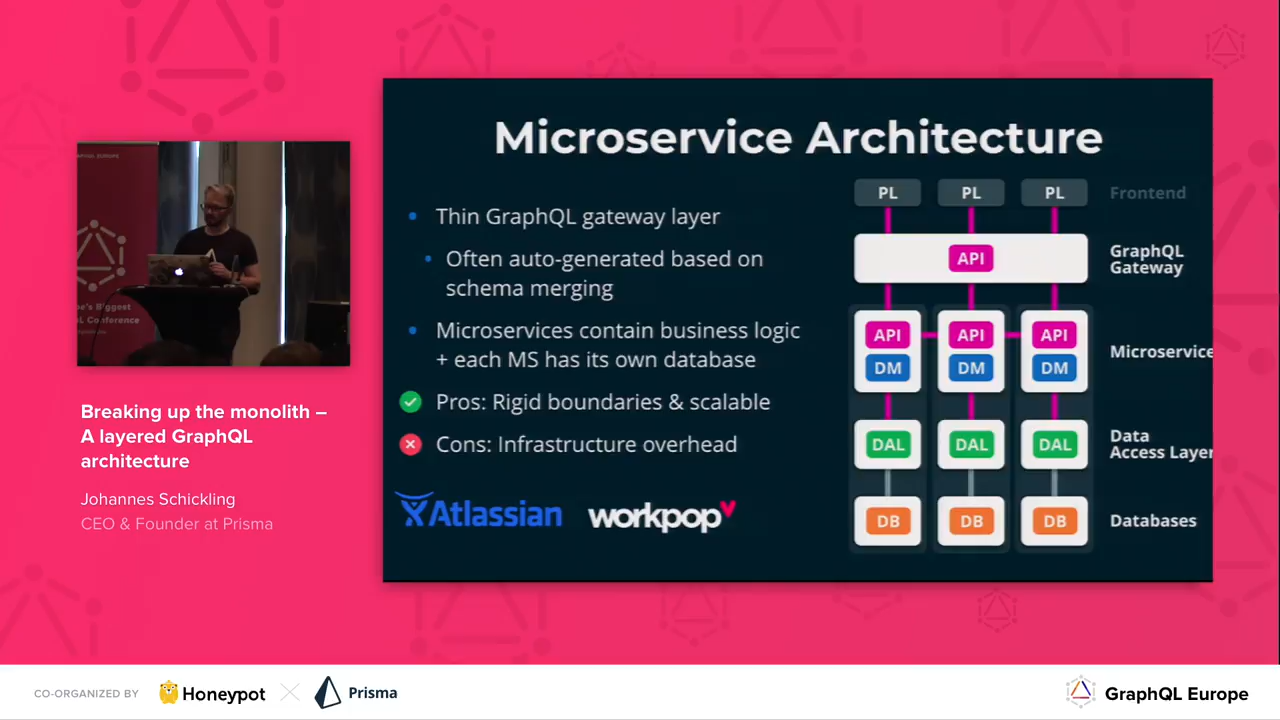 Microservice Architecture
Thin GraphQL gateway layer
Often auto-generated based on
schema merging
Microservices contain business logic
+ each MS has its own database
Pros: Rigid boundaries & scalable
Cons: Infrastructure overhead
Atlassian
workpop
PL PL PL Frontend
API
GraphQL
Gateway
API API API
DM DM DM
Microservice
DAL DAL DAL
Data
Access Layer
DB DB DB Databases
Breaking up the monolith –
A layered GraphQL
architecture
Johannes Schickling
CEO & Founder at Prisma
CO-ORGANIZED BY
Honeypot
Prisma
GraphQL Europe